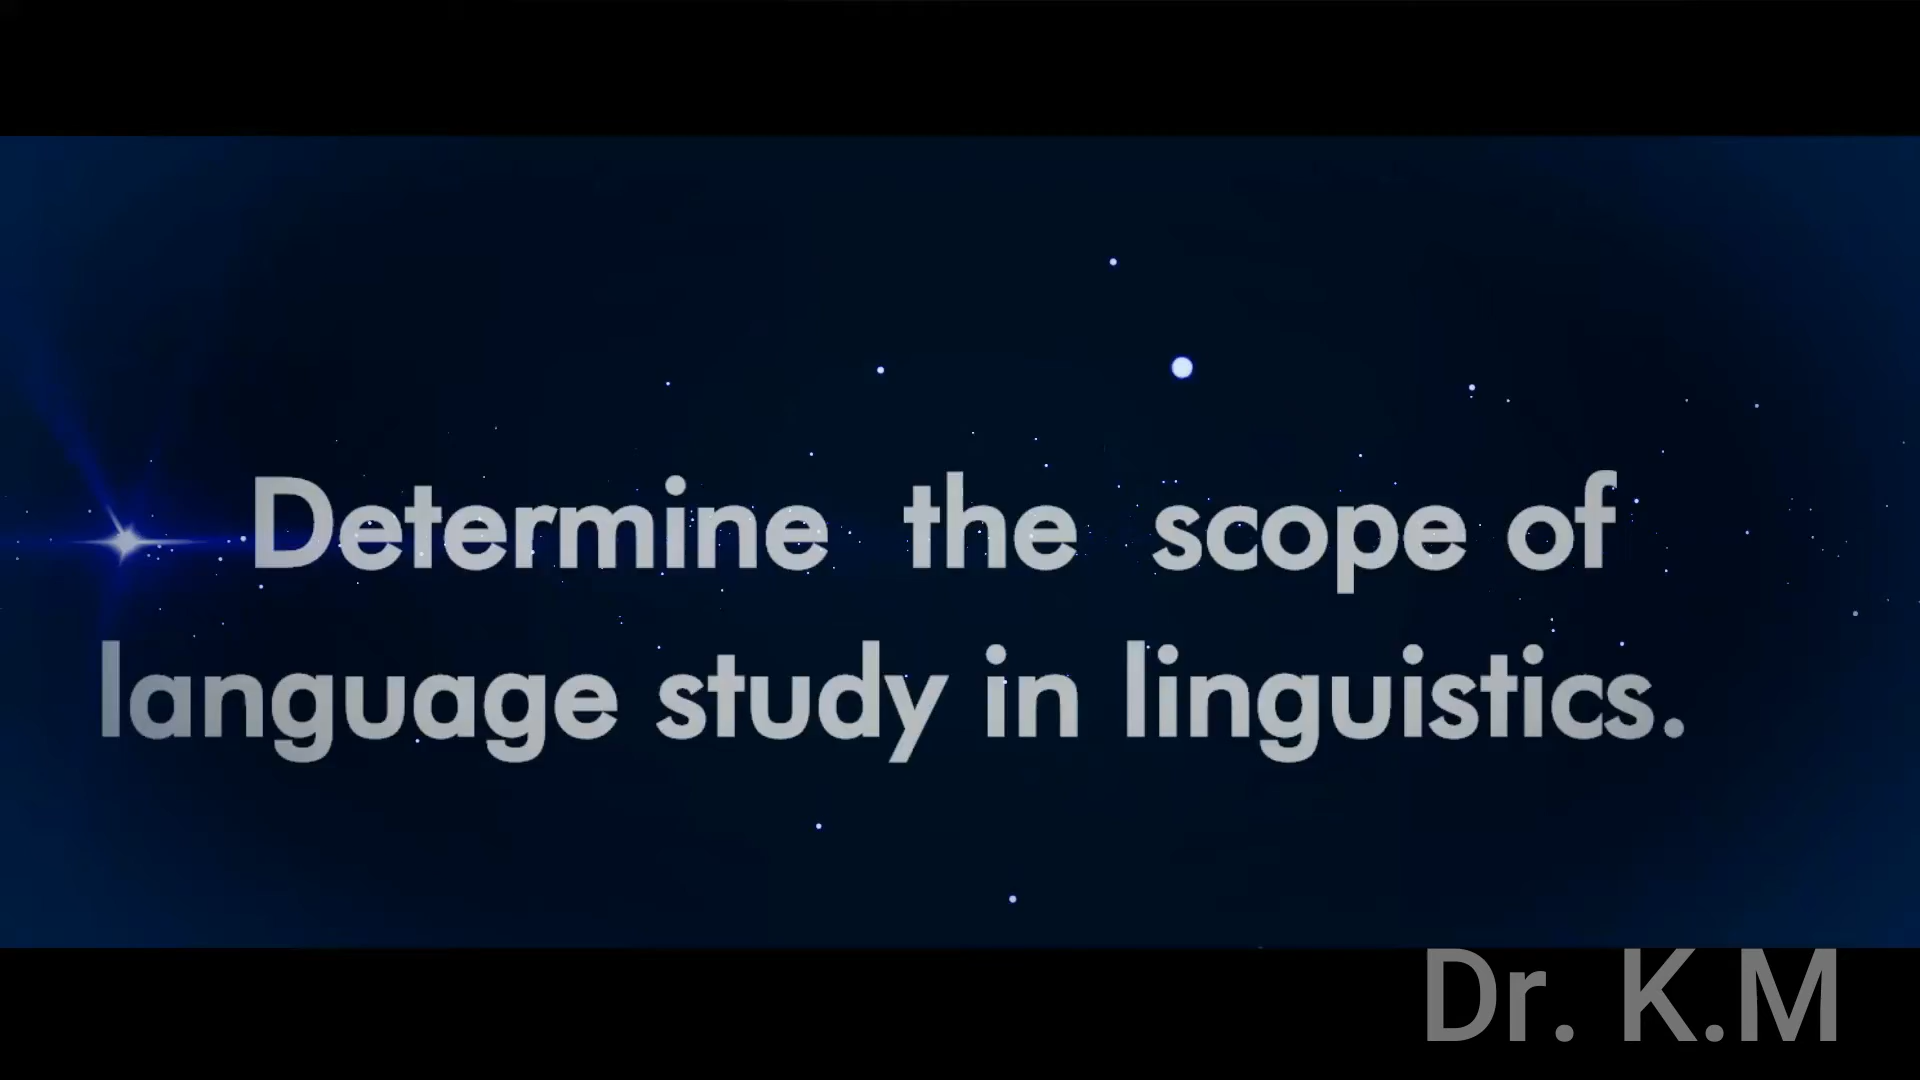 Determine the scope of
language study in linguistics.
Dr. K.M